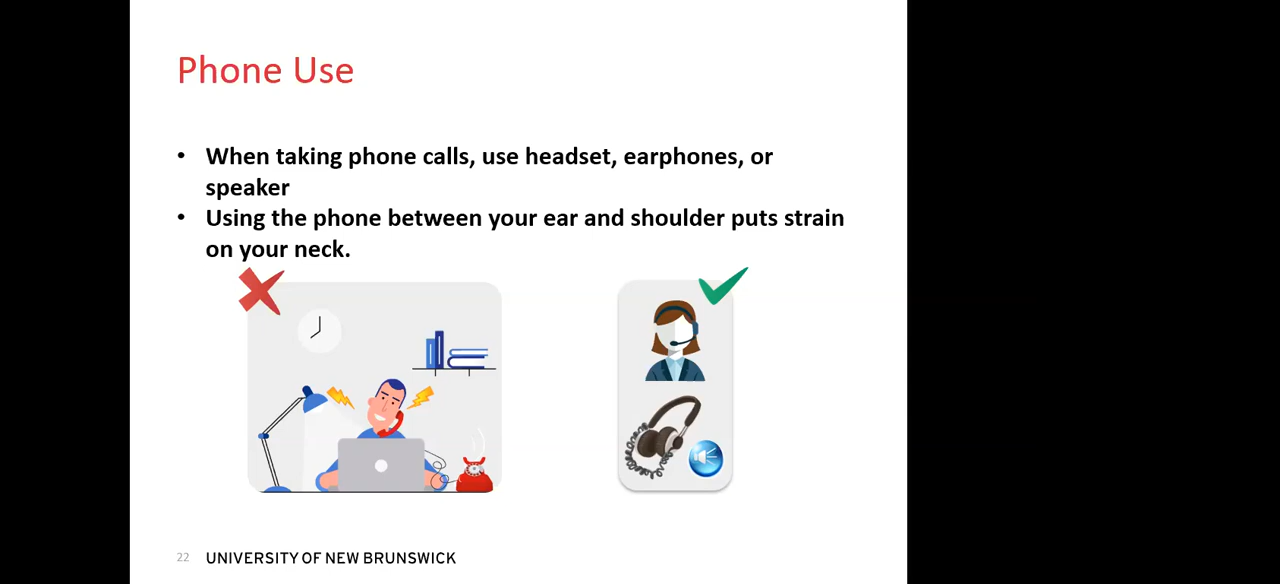 Phone Use
• When taking phone calls, use headset, earphones, or
speaker
• Using the phone between your ear and shoulder puts strain
on your neck.
22 UNIVERSITY OF NEW BRUNSWICK